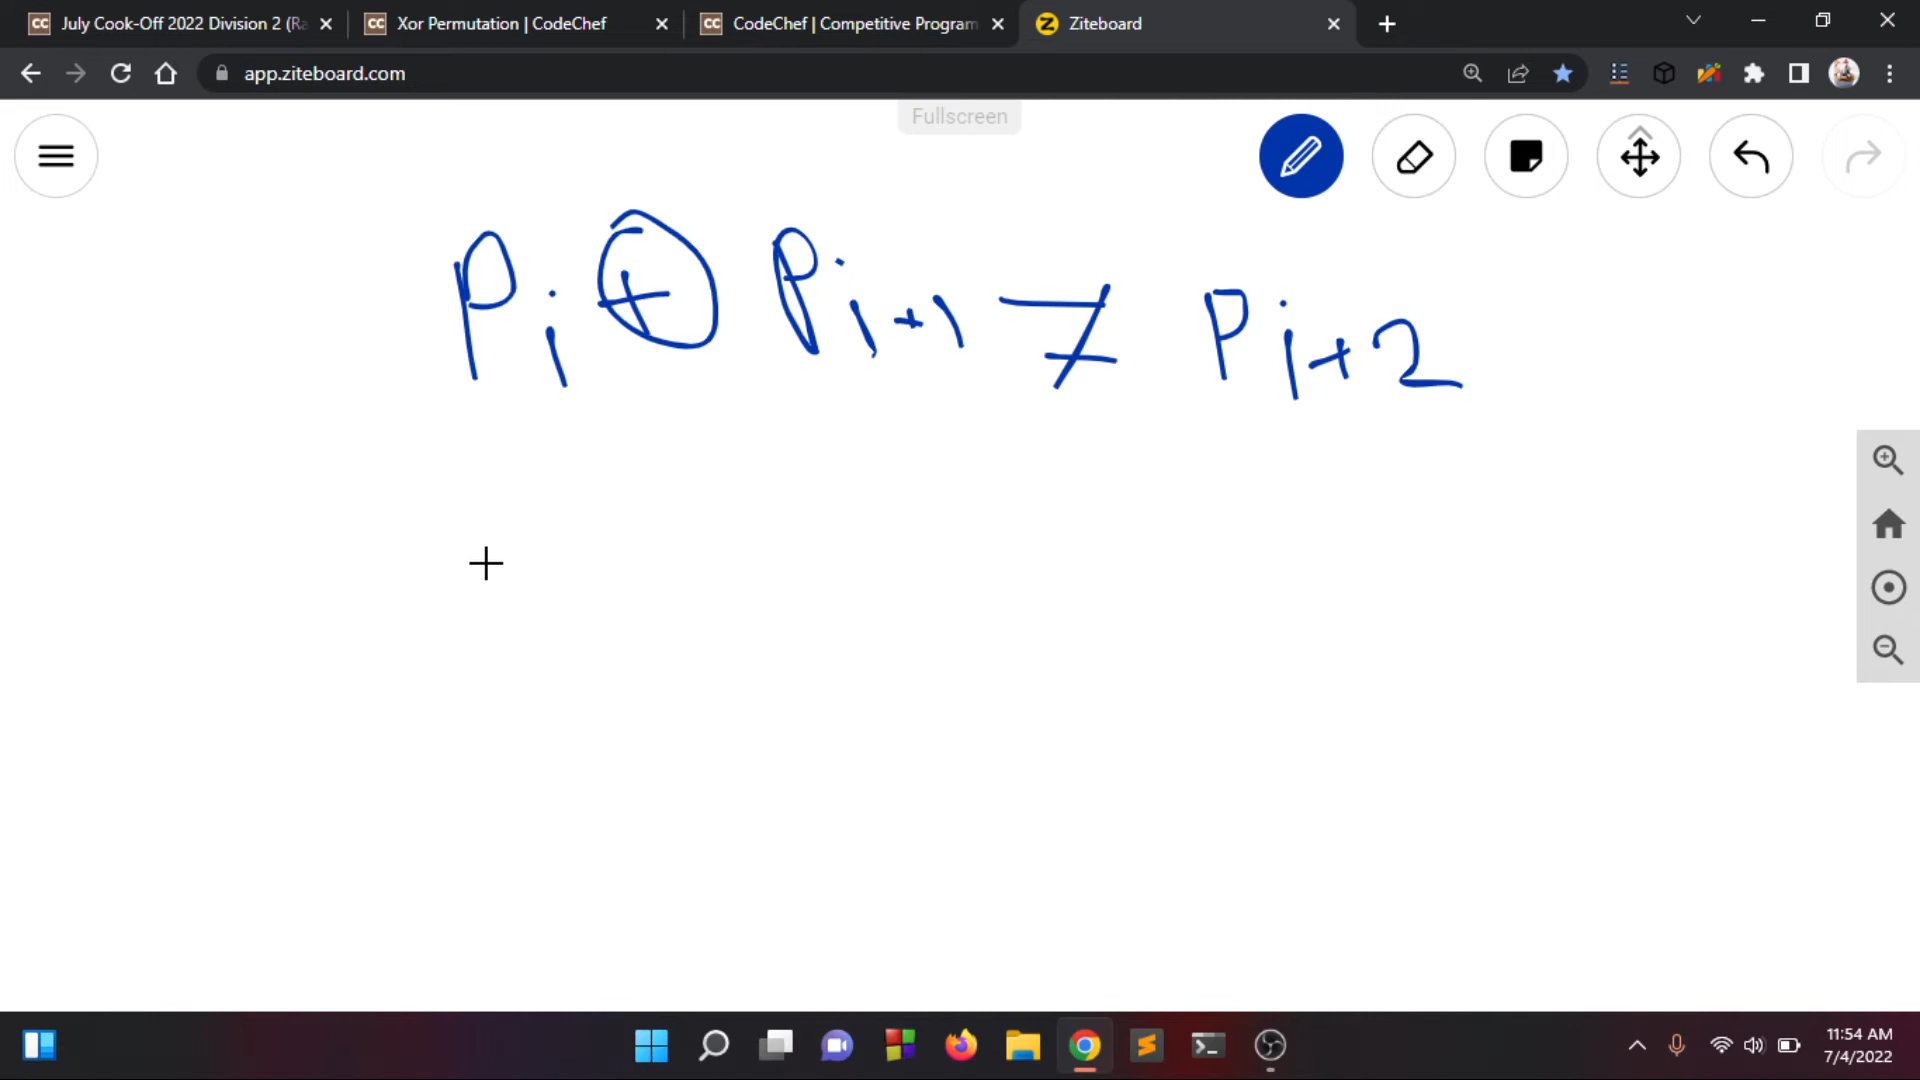 July Cook-Off 2022 Division 2 (Ra
Xor Permutation | CodeChef
CodeChef | Competitive Program
Ziteboard
app.ziteboard.com
Fullscreen
Pi ⊕ Pi+1 ≠ Pi+2
11:54 AM
7/4/2022